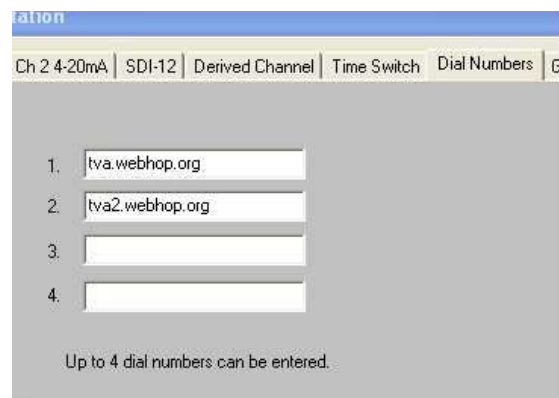 tation
Ch 2 4-20mA SDI-12 Derived Channel Time Switch Dial Numbers G
1. tva.webhop.org
2. tva2.webhop.org
3.
4.
Up to 4 dial numbers can be entered.